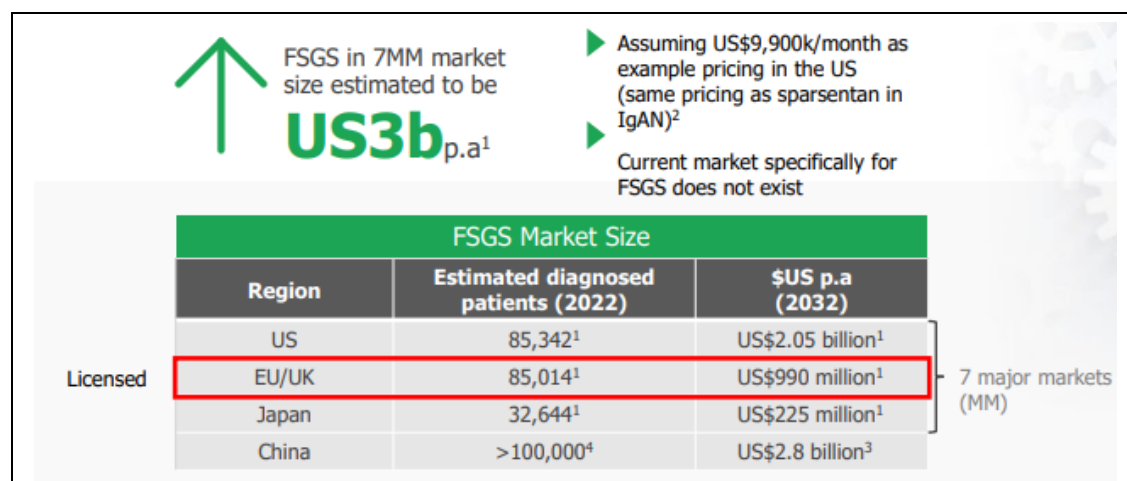 FSGS in 7MM market
size estimated to be
US3b p.a¹
Assuming US$9,900k/month as
example pricing in the US
(same pricing as sparsentan in
IgAN)²
Current market specifically for
FSGS does not exist
FSGS Market Size
Region Estimated diagnosed patients (2022) $US p.a (2032)
US 85,342¹ US$2.05 billion¹
Licensed EU/UK 85,014¹ US$990 million¹
Japan 32,644¹ US$225 million¹
China >100,000⁴ US$2.8 billion³
7 major markets
(MM)